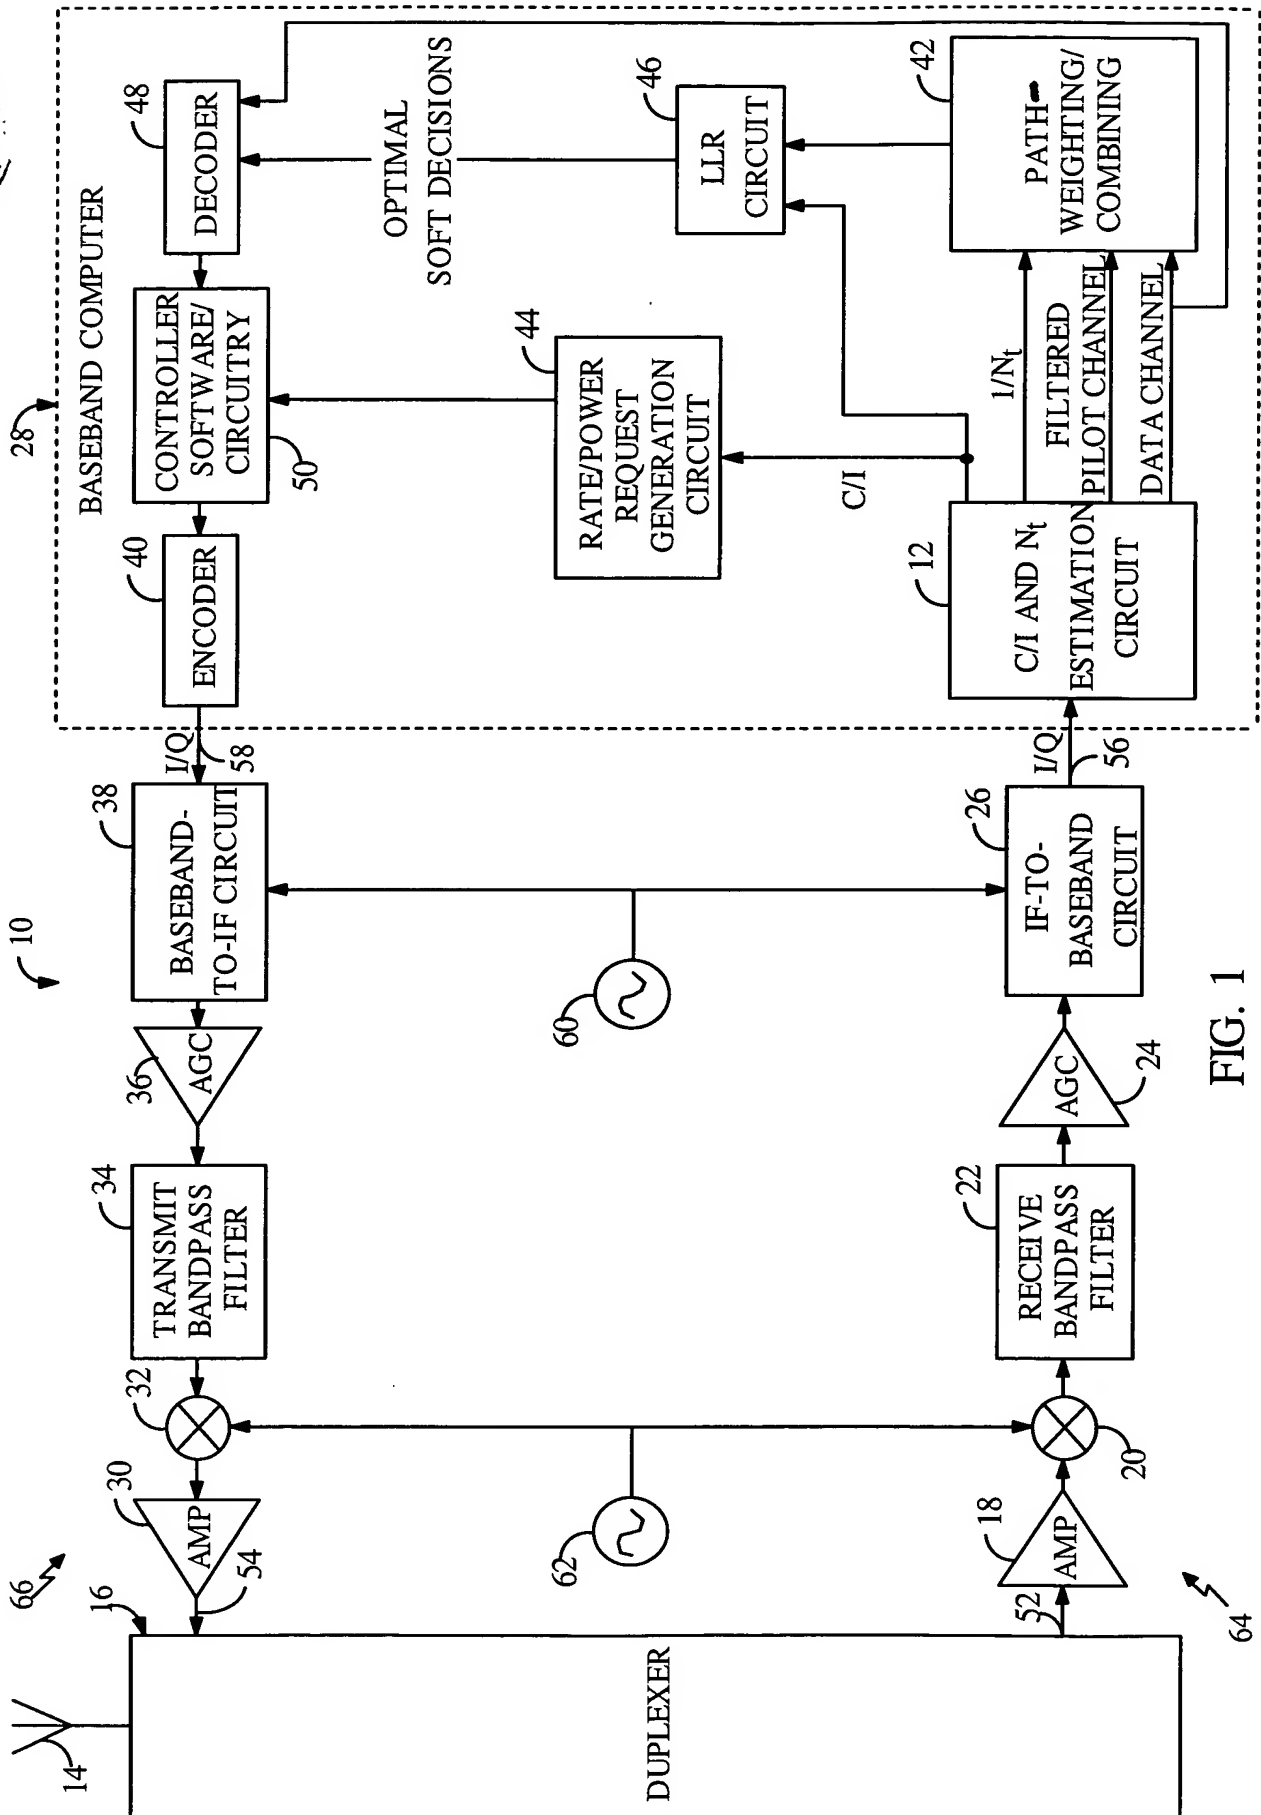 10
66
14
16
DUPLEXER
54
AMP
30
32
TRANSMIT
BANDPASS
FILTER
34
AGC
36
BASEBAND-
TO-IF CIRCUIT
38
I/Q
58
28
BASEBAND COMPUTER
ENCODER
40
CONTROLLER
SOFTWARE/
CIRCUITRY
50
DECODER
48
62
60
RATE/POWER
REQUEST
GENERATION
CIRCUIT
44
OPTIMAL
SOFT DECISIONS
LLR
CIRCUIT
46
C/I
64
52
AMP
18
20
RECEIVE
BANDPASS
FILTER
22
AGC
24
IF-TO-
BASEBAND
CIRCUIT
26
I/Q
56
C/I AND Nt
ESTIMATION
CIRCUIT
12
1/Nt
FILTERED
PILOT CHANNEL
DATA CHANNEL
PATH-
WEIGHTING/
COMBINING
42
FIG. 1